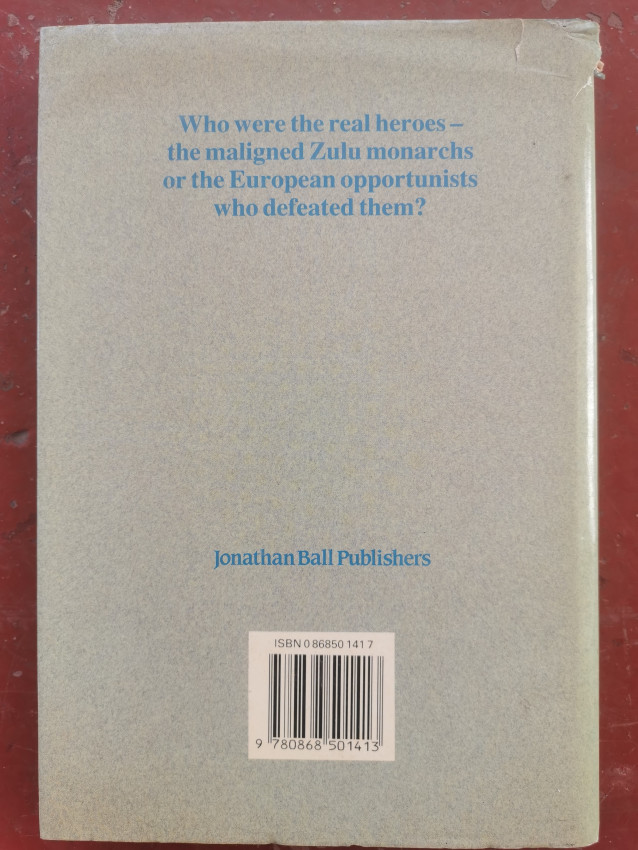 Who were the real heroes –
the maligned Zulu monarchs
or the European opportunists
who defeated them?
Jonathan Ball Publishers
ISBN 0 86850 141 7
9 780868 501413